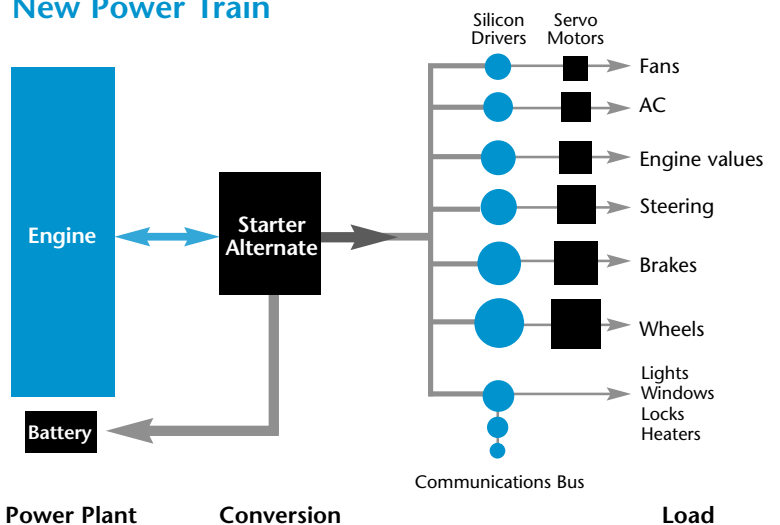 New Power Train
Silicon
Drivers
Servo
Motors
Fans
AC
Engine values
Steering
Brakes
Wheels
Lights
Windows
Locks
Heaters
Engine
Starter
Alternate
Battery
Communications Bus
Power Plant
Conversion
Load